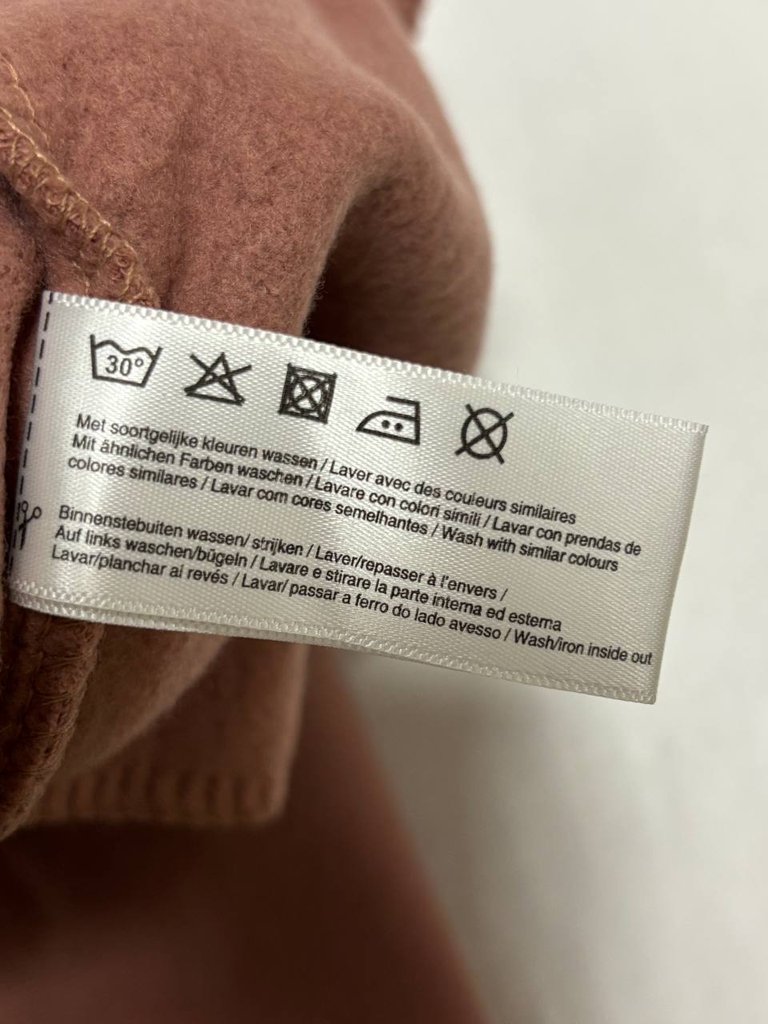 30°
Met soortgelijke kleuren wassen / Laver avec des couleurs similaires
Mit ähnlichen Farben waschen / Lavare con colori simili / Lavar con prendas de
colores similares / Lavar com cores semelhantes / Wash with similar colours
Binnenstebuiten wassen/ strijken / Laver/repasser à l'envers /
Auf links waschen/bügeln / Lavare e stirare la parte interna ed esterna
Lavar/planchar al revés / Lavar/ passar a ferro do lado avesso / Wash/iron inside out